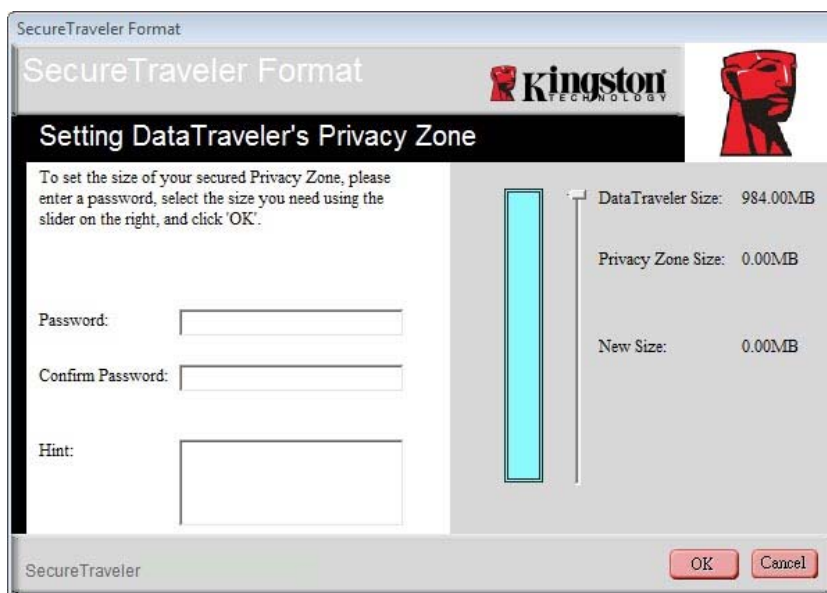 SecureTraveler Format
SecureTraveler Format
Kingston
TECHNOLOGY
Setting DataTraveler's Privacy Zone
To set the size of your secured Privacy Zone, please
enter a password, select the size you need using the
slider on the right, and click 'OK'.
Password:
Confirm Password:
Hint:
DataTraveler Size: 984.00MB
Privacy Zone Size: 0.00MB
New Size: 0.00MB
SecureTraveler
OK
Cancel